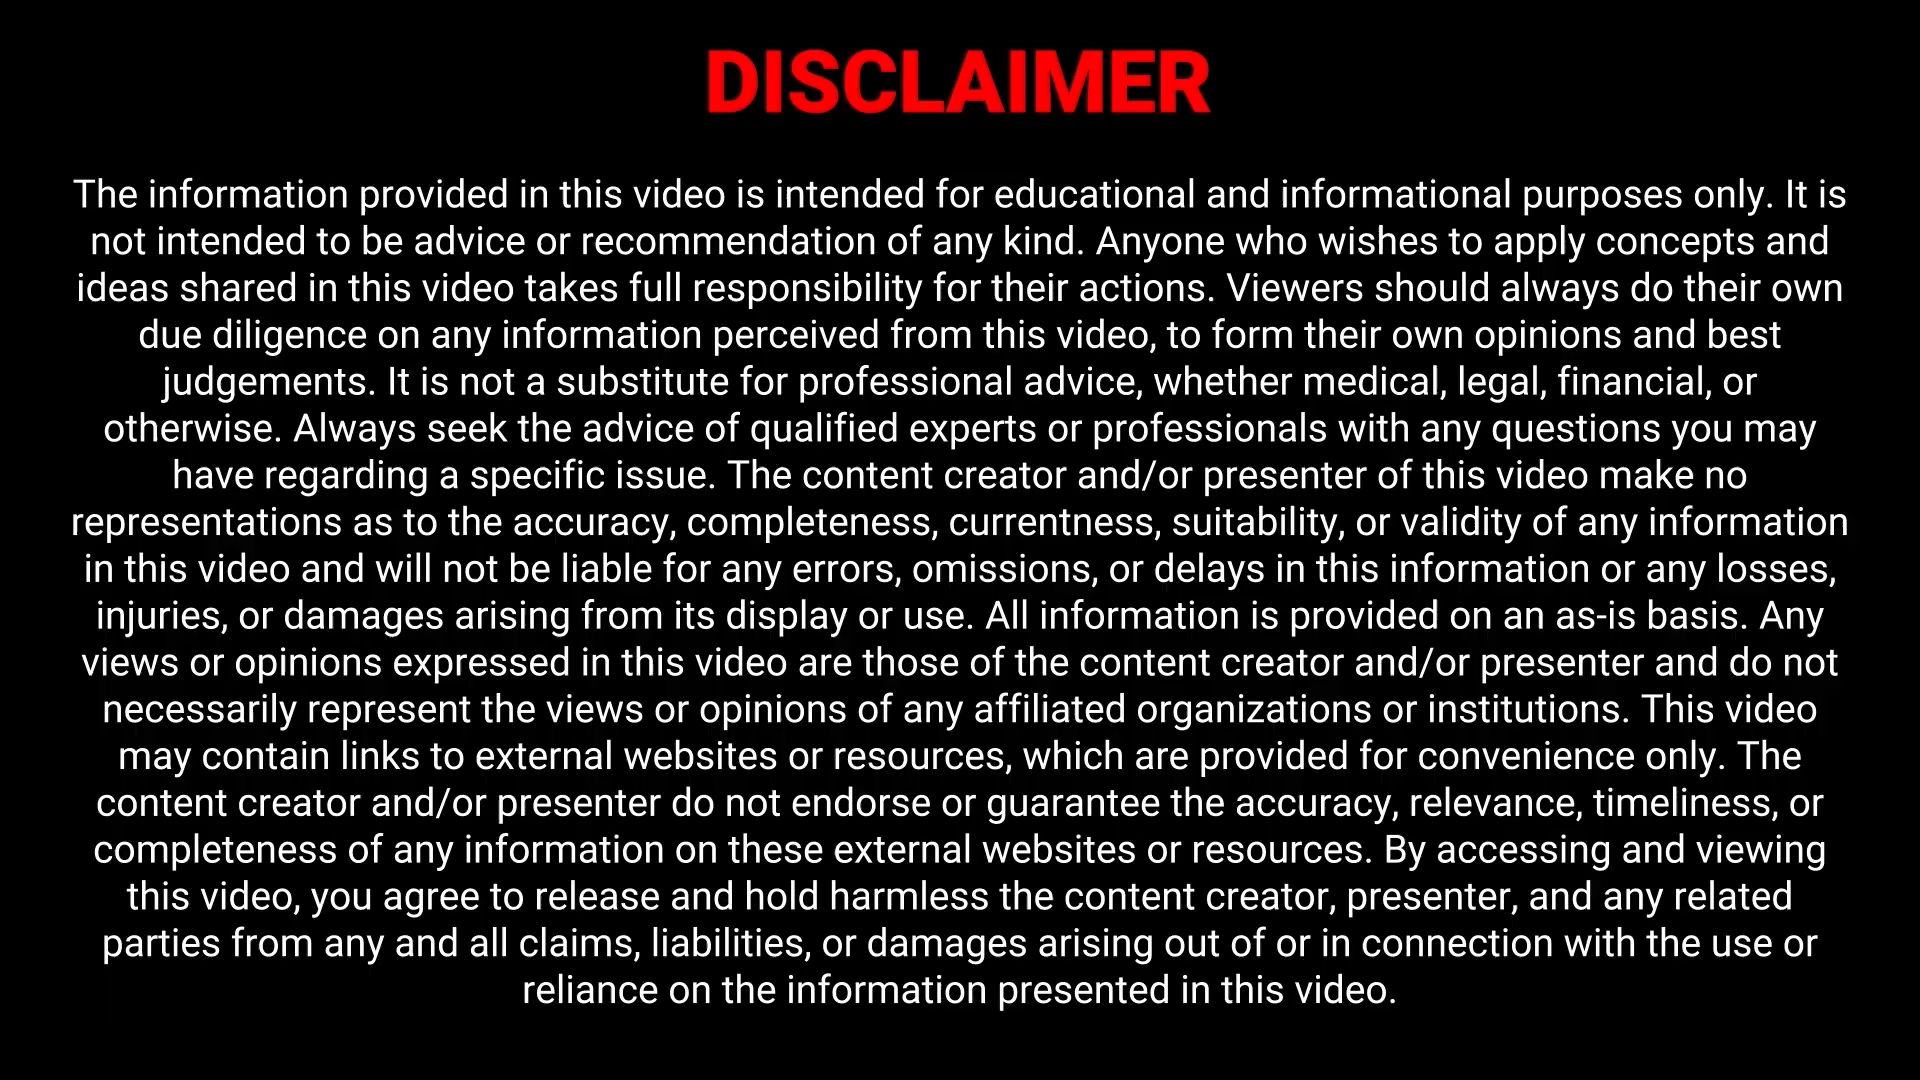 DISCLAIMER
The information provided in this video is intended for educational and informational purposes only. It is
not intended to be advice or recommendation of any kind. Anyone who wishes to apply concepts and
ideas shared in this video takes full responsibility for their actions. Viewers should always do their own
due diligence on any information perceived from this video, to form their own opinions and best
judgements. It is not a substitute for professional advice, whether medical, legal, financial, or
otherwise. Always seek the advice of qualified experts or professionals with any questions you may
have regarding a specific issue. The content creator and/or presenter of this video make no
representations as to the accuracy, completeness, currentness, suitability, or validity of any information
in this video and will not be liable for any errors, omissions, or delays in this information or any losses,
injuries, or damages arising from its display or use. All information is provided on an as-is basis. Any
views or opinions expressed in this video are those of the content creator and/or presenter and do not
necessarily represent the views or opinions of any affiliated organizations or institutions. This video
may contain links to external websites or resources, which are provided for convenience only. The
content creator and/or presenter do not endorse or guarantee the accuracy, relevance, timeliness, or
completeness of any information on these external websites or resources. By accessing and viewing
this video, you agree to release and hold harmless the content creator, presenter, and any related
parties from any and all claims, liabilities, or damages arising out of or in connection with the use or
reliance on the information presented in this video.